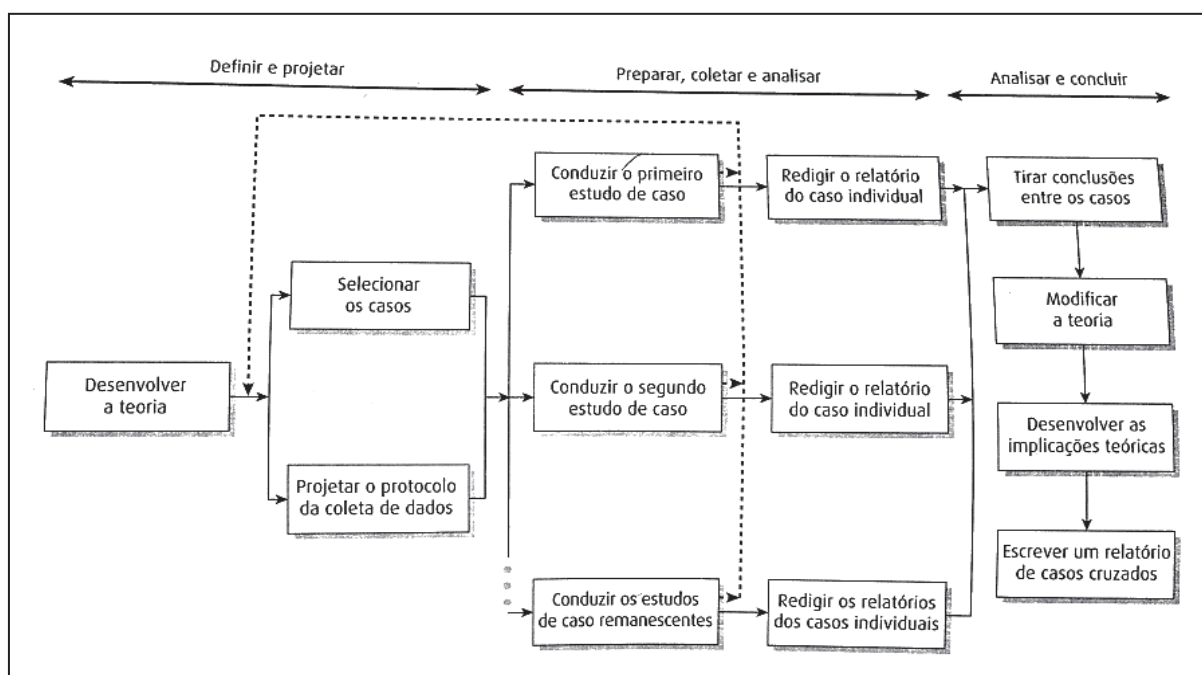 Definir e projetar
Preparar, coletar e analisar
Analisar e concluir
Conduzir o primeiro
estudo de caso
Redigir o relatório
do caso individual
Tirar conclusões
entre os casos
Selecionar
os casos
Modificar
a teoria
Desenvolver
a teoria
Conduzir o segundo
estudo de caso
Redigir o relatório
do caso individual
Desenvolver as
implicações teóricas
Projetar o protocolo
da coleta de dados
Escrever um relatório
de casos cruzados
Conduzir os estudos
de caso remanescentes
Redigir os relatórios
dos casos individuais